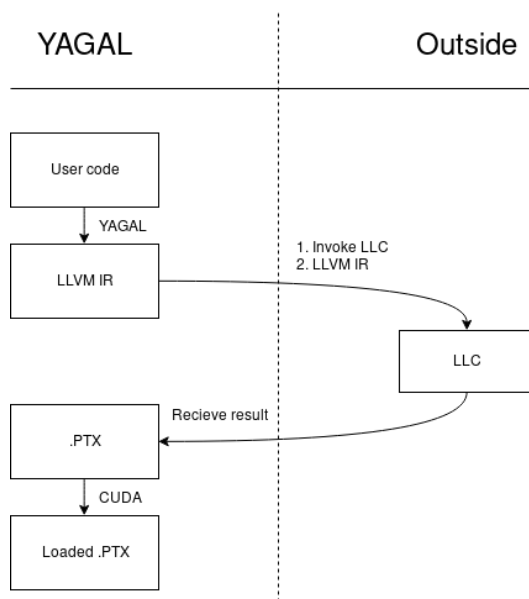 YAGAL
Outside
User code
YAGAL
LLVM IR
1. Invoke LLC
2. LLVM IR
LLC
Recieve result
.PTX
CUDA
Loaded .PTX